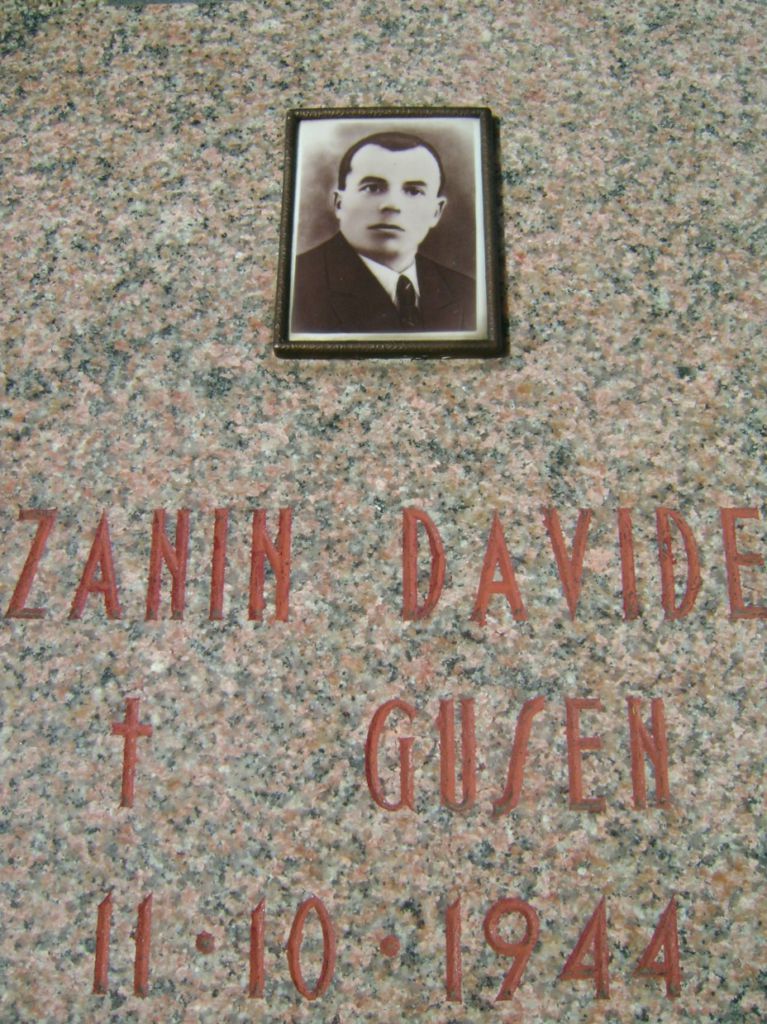 ZANIN DAVIDE
† GUSEN
11·10·1944